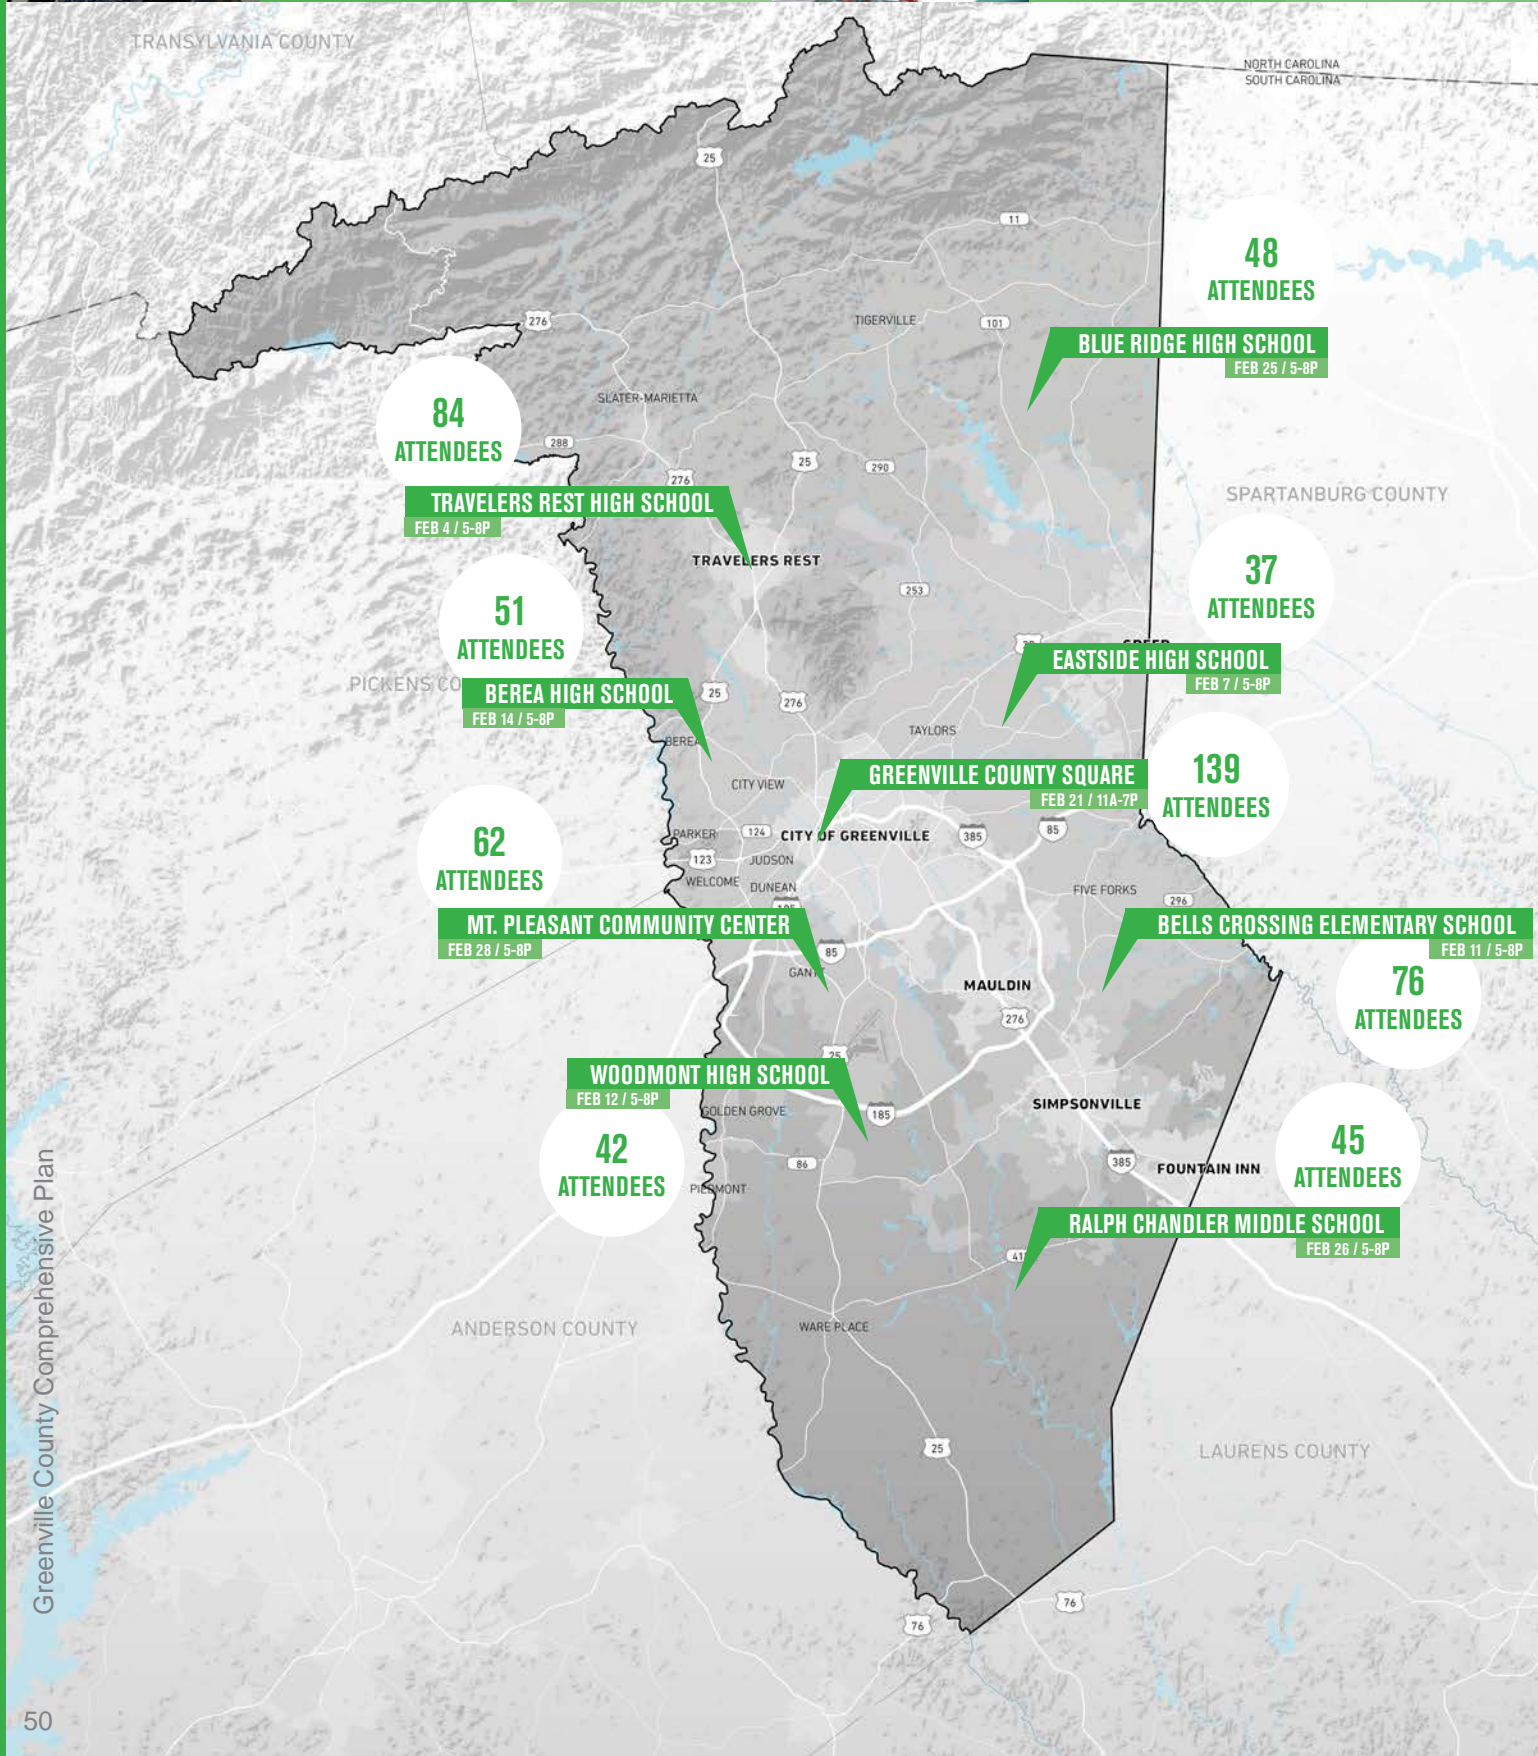 TRANSYLVANIA COUNTY
NORTH CAROLINA
SOUTH CAROLINA
25
11
48
ATTENDEES
276
TIGERVILLE
101
BLUE RIDGE HIGH SCHOOL
FEB 25 / 5-8P
84
ATTENDEES
SLATER-MARIETTA
288
25
290
276
SPARTANBURG COUNTY
TRAVELERS REST HIGH SCHOOL
FEB 4 / 5-8P
TRAVELERS REST
253
37
ATTENDEES
51
ATTENDEES
EASTSIDE HIGH SCHOOL
FEB 7 / 5-8P
PICKENS CO
BEREA HIGH SCHOOL
FEB 14 / 5-8P
25
276
TAYLORS
BEREA
CITY VIEW
GREENVILLE COUNTY SQUARE
FEB 21 / 11A-7P
139
ATTENDEES
PARKER
124
CITY OF GREENVILLE
385
85
62
ATTENDEES
123
JUDSON
WELCOME
DUNEAN
FIVE FORKS
296
MT. PLEASANT COMMUNITY CENTER
FEB 28 / 5-8P
BELLS CROSSING ELEMENTARY SCHOOL
FEB 11 / 5-8P
85
GANTT
MAULDIN
76
ATTENDEES
276
25
WOODMONT HIGH SCHOOL
FEB 12 / 5-8P
GOLDEN GROVE
185
SIMPSONVILLE
42
ATTENDEES
86
385
FOUNTAIN INN
45
ATTENDEES
PIEDMONT
RALPH CHANDLER MIDDLE SCHOOL
FEB 26 / 5-8P
ANDERSON COUNTY
WARE PLACE
25
LAURENS COUNTY
76
76
Greenville County Comprehensive Plan
50